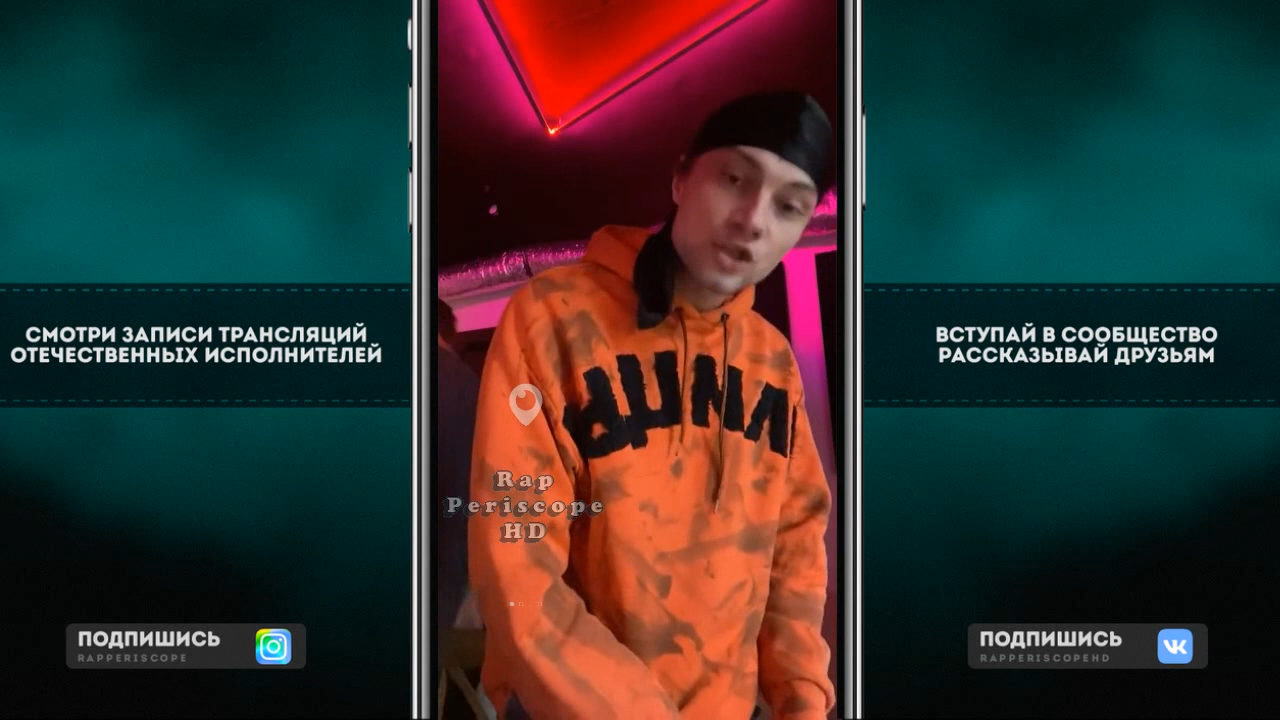 СМОТРИ ЗАПИСИ ТРАНСЛЯЦИЙ
ОТЕЧЕСТВЕННЫХ ИСПОЛНИТЕЛЕЙ
ВСТУПАЙ В СООБЩЕСТВО
РАССКАЗЫВАЙ ДРУЗЬЯМ
Rap
Periscope
HD
ПОДПИШИСЬ
RAPPERISCOPE
ПОДПИШИСЬ
RAPPERISCOPEHD